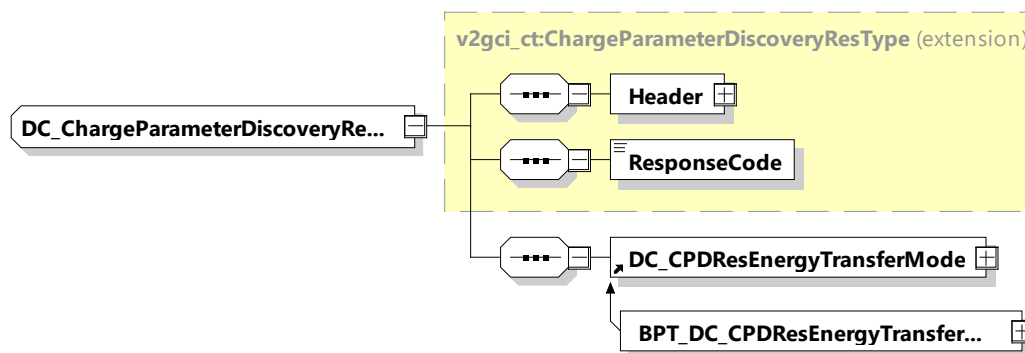 v2gci_ct:ChargeParameterDiscoveryResType (extension)
Header
DC_ChargeParameterDiscoveryRe...
ResponseCode
DC_CPDResEnergyTransferMode
BPT_DC_CPDResEnergyTransfer...